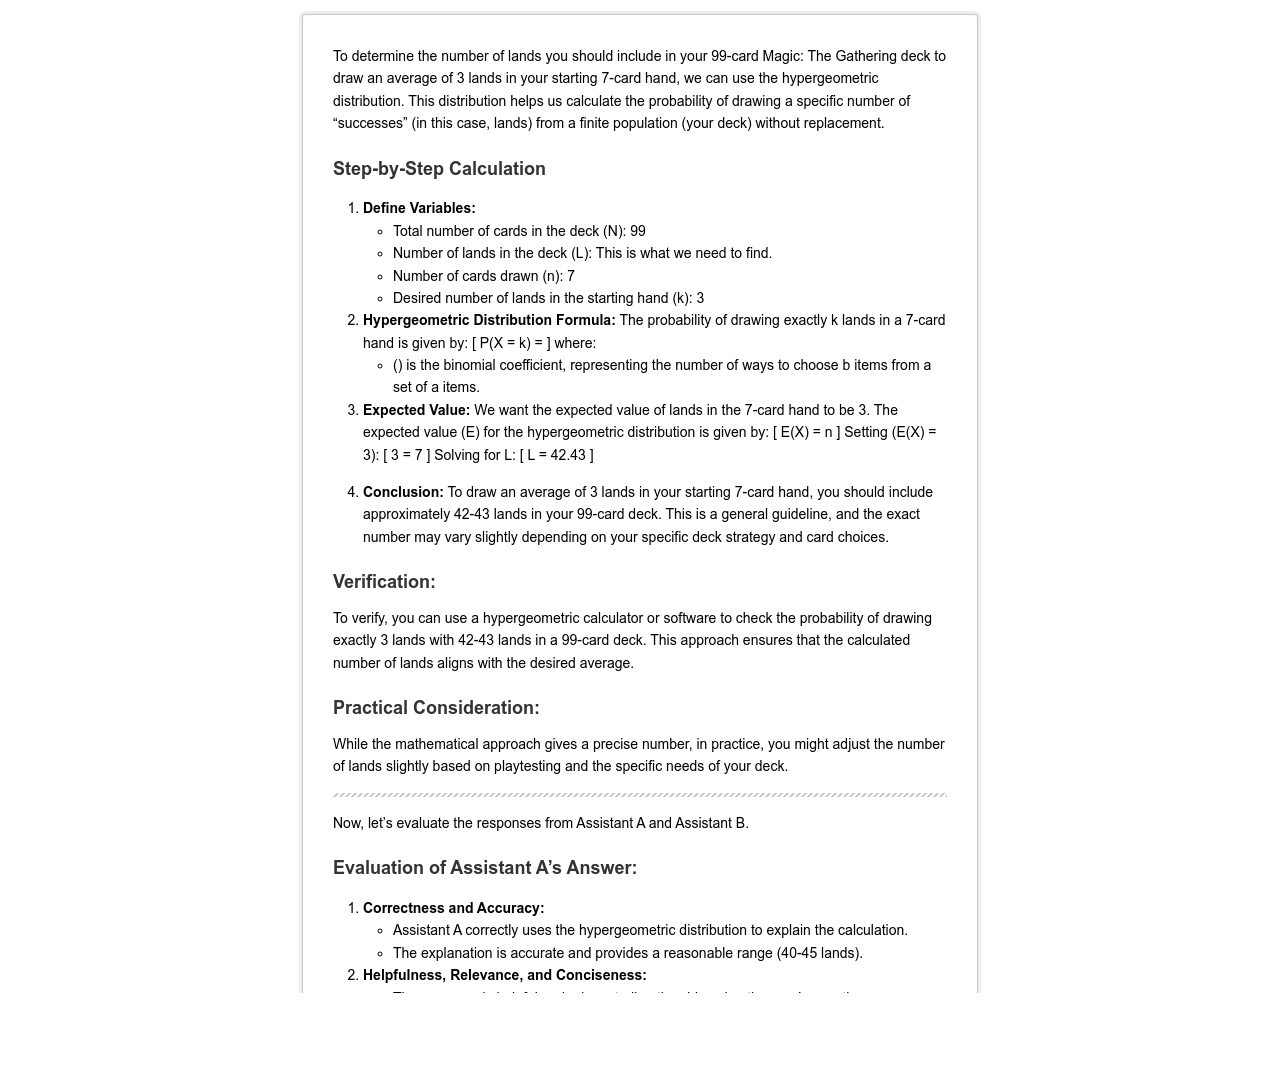 To determine the number of lands you should include in your 99-card Magic: The Gathering deck to
draw an average of 3 lands in your starting 7-card hand, we can use the hypergeometric
distribution. This distribution helps us calculate the probability of drawing a specific number of
“successes” (in this case, lands) from a finite population (your deck) without replacement.
Step-by-Step Calculation
1. Define Variables:
◦ Total number of cards in the deck (N): 99
◦ Number of lands in the deck (L): This is what we need to find.
◦ Number of cards drawn (n): 7
◦ Desired number of lands in the starting hand (k): 3
2. Hypergeometric Distribution Formula: The probability of drawing exactly k lands in a 7-card
hand is given by: [ P(X = k) = ] where:
◦ () is the binomial coefficient, representing the number of ways to choose b items from a
set of a items.
3. Expected Value: We want the expected value of lands in the 7-card hand to be 3. The
expected value (E) for the hypergeometric distribution is given by: [ E(X) = n ] Setting (E(X) =
3): [ 3 = 7 ] Solving for L: [ L = 42.43 ]
4. Conclusion: To draw an average of 3 lands in your starting 7-card hand, you should include
approximately 42-43 lands in your 99-card deck. This is a general guideline, and the exact
number may vary slightly depending on your specific deck strategy and card choices.
Verification:
To verify, you can use a hypergeometric calculator or software to check the probability of drawing
exactly 3 lands with 42-43 lands in a 99-card deck. This approach ensures that the calculated
number of lands aligns with the desired average.
Practical Consideration:
While the mathematical approach gives a precise number, in practice, you might adjust the number
of lands slightly based on playtesting and the specific needs of your deck.
Now, let’s evaluate the responses from Assistant A and Assistant B.
Evaluation of Assistant A’s Answer:
1. Correctness and Accuracy:
◦ Assistant A correctly uses the hypergeometric distribution to explain the calculation.
◦ The explanation is accurate and provides a reasonable range (40-45 lands).
2. Helpfulness, Relevance, and Conciseness: